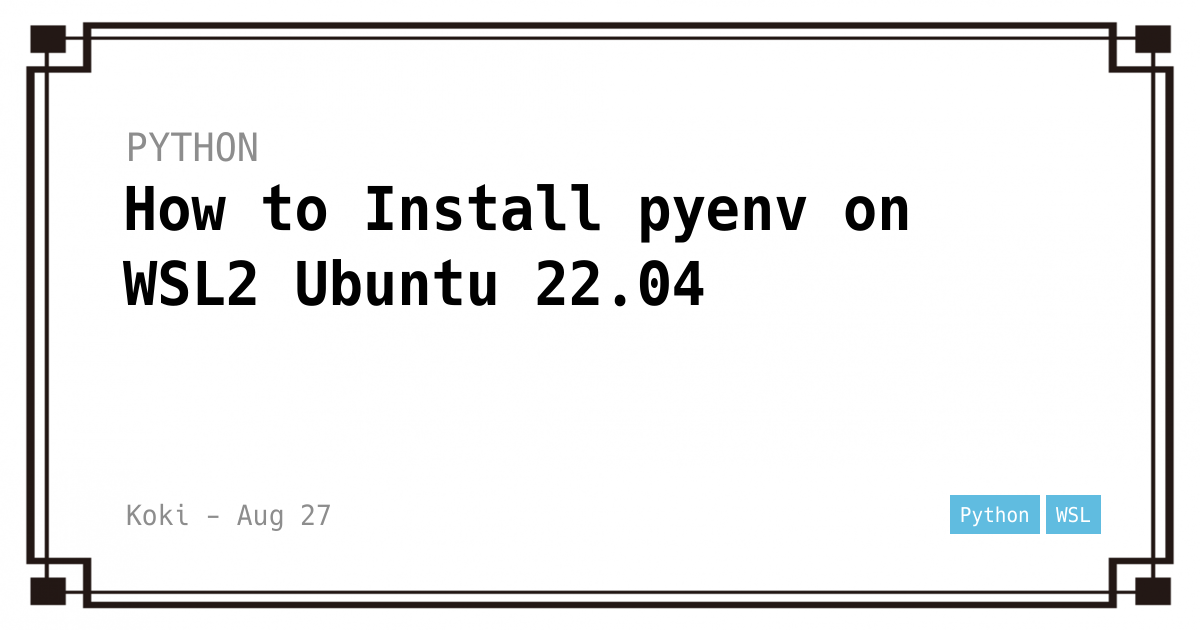 PYTHON
How to Install pyenv on
WSL2 Ubuntu 22.04
Koki - Aug 27
Python WSL